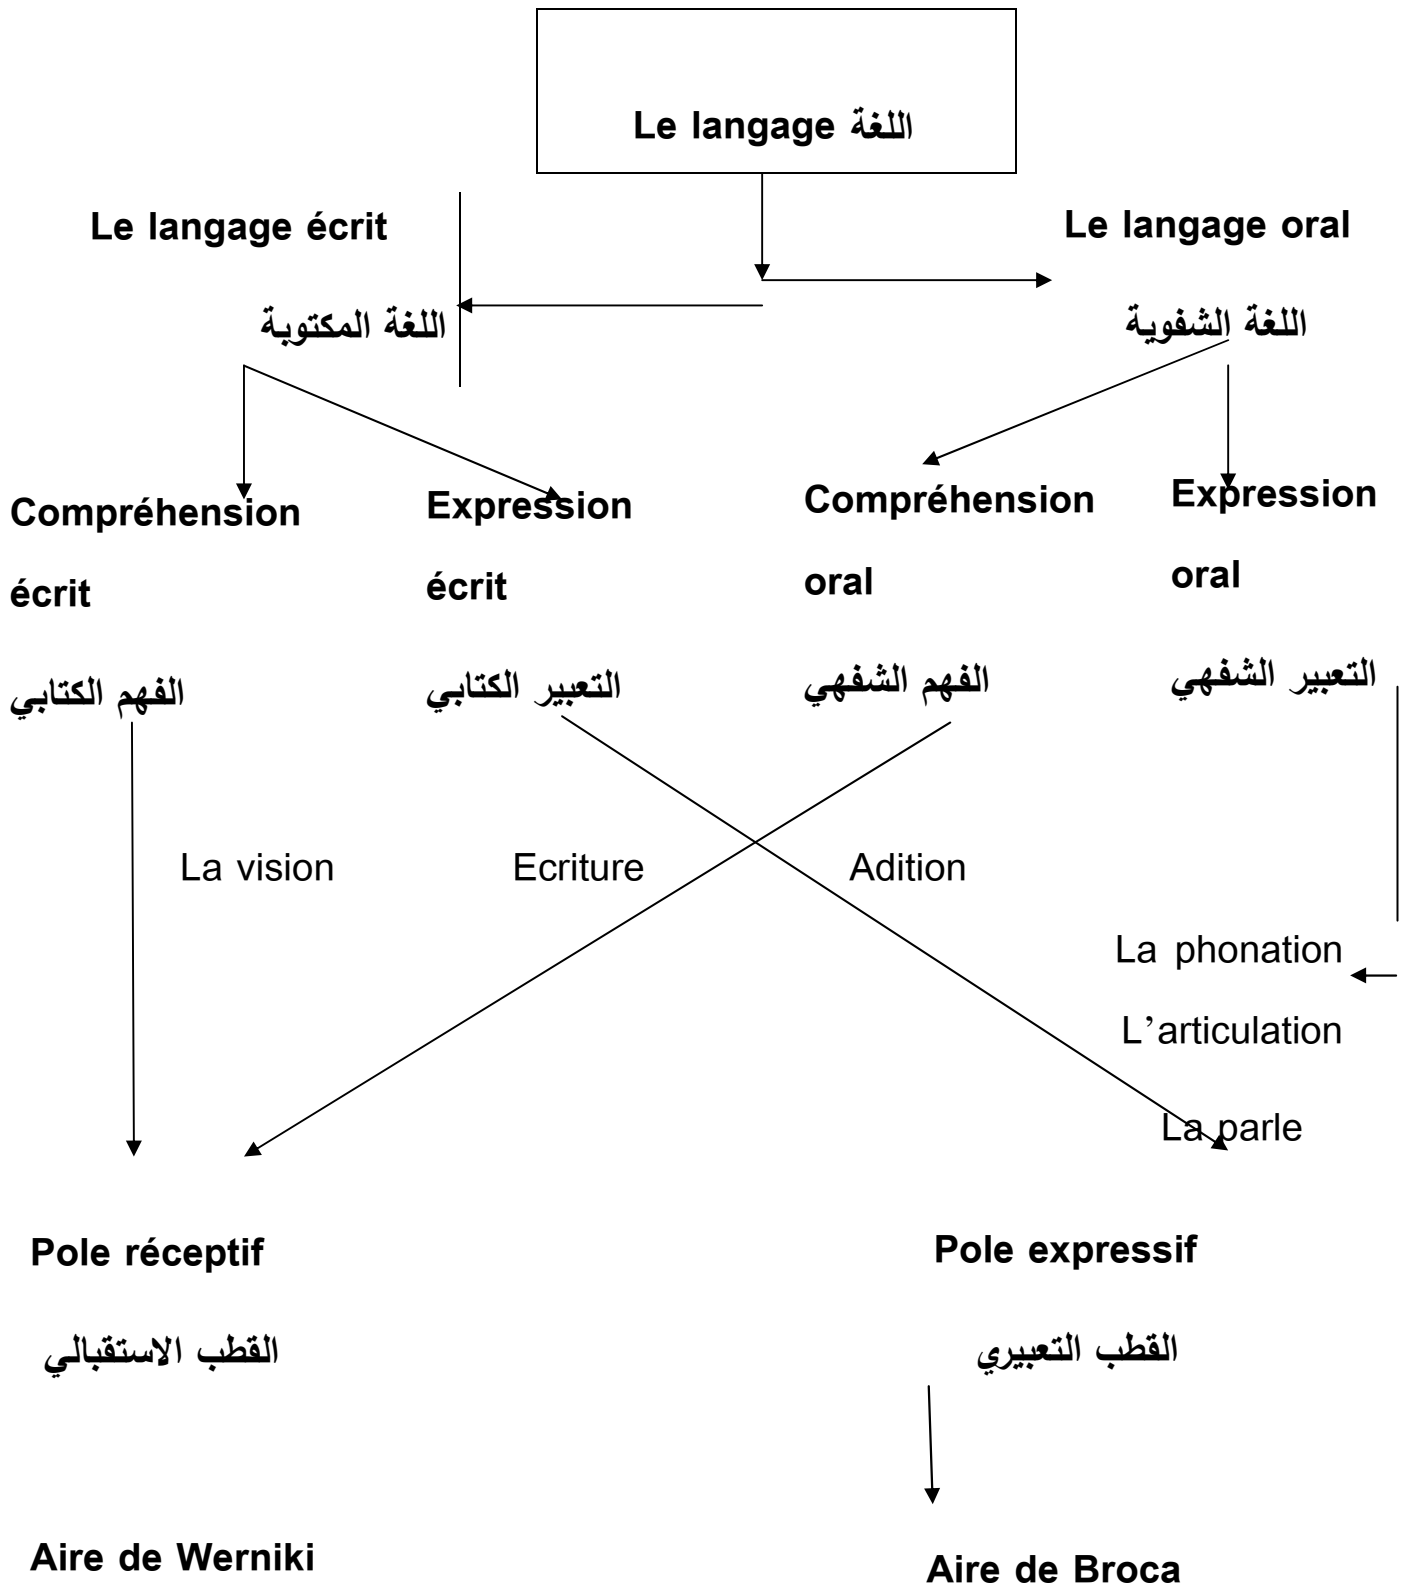 Le langage اللغة
Le langage écrit
Le langage oral
اللغة المكتوبة
اللغة الشفوية
Compréhension
écrit
الفهم الكتابي
Expression
écrit
التعبير الكتابي
Compréhension
oral
الفهم الشفهي
Expression
oral
التعبير الشفهي
La vision
Ecriture
Adition
La phonation
L’articulation
La parle
Pole réceptif
القطب الاستقبالي
Pole expressif
القطب التعبيري
Aire de Werniki
Aire de Broca